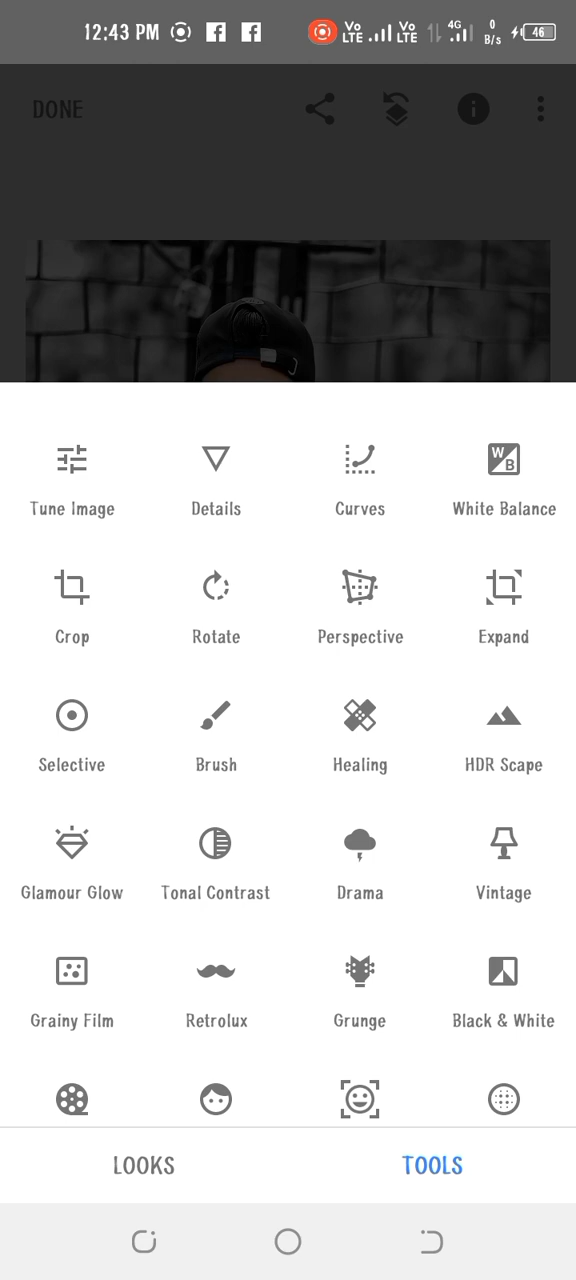 12:43 PM Vo LTE Vo LTE 4G 0 B/s 46
DONE
Tune Image Details Curves White Balance
Crop Rotate Perspective Expand
Selective Brush Healing HDR Scape
Glamour Glow Tonal Contrast Drama Vintage
Grainy Film Retrolux Grunge Black & White
LOOKS TOOLS